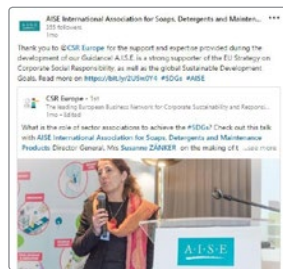 A.I.S.E.
AISE International Association for Soaps, Detergents and Mainten...
355 followers
1mo
Thank you to @CSR Europe for the support and expertise provided during the
development of our Guidance! A.I.S.E. is a strong supporter of the EU Strategy on
Corporate Social Responsibility, as well as the global Sustainable Development
Goals. Read more on https://bit.ly/2USw0Y4 #SDGs #AISE
CSR Europe • 1st
The leading European Business Network for Corporate Sustainability and Responsi...
1mo • Edited
What is the role of sector associations to achieve the #SDGs? Check out this talk
with AISE International Association for Soaps, Detergents and Maintenance
Products Director General, Mrs Susanne ZÄNKER on the making of t ...see more
A.I.S.E.